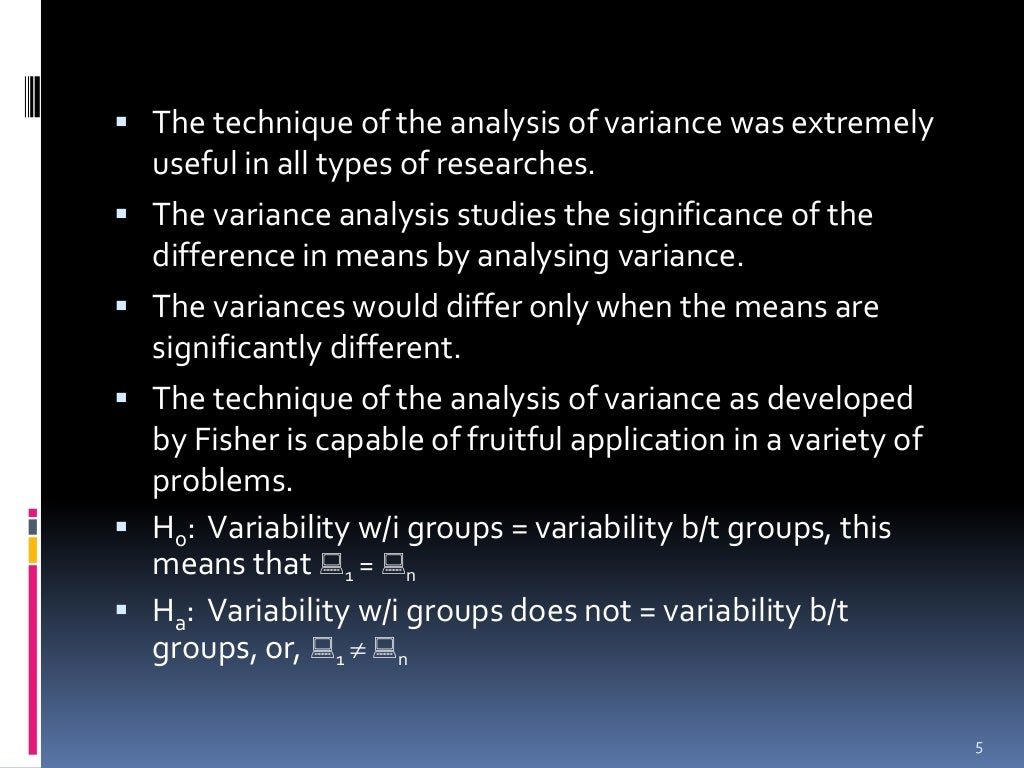 ▪ The technique of the analysis of variance was extremely
useful in all types of researches.
▪ The variance analysis studies the significance of the
difference in means by analysing variance.
▪ The variances would differ only when the means are
significantly different.
▪ The technique of the analysis of variance as developed
by Fisher is capable of fruitful application in a variety of
problems.
▪ H₀: Variability w/i groups = variability b/t groups, this
means that 💻₁ = 💻ₙ
▪ Hₐ: Variability w/i groups does not = variability b/t
groups, or, 💻₁ ≠ 💻ₙ
5